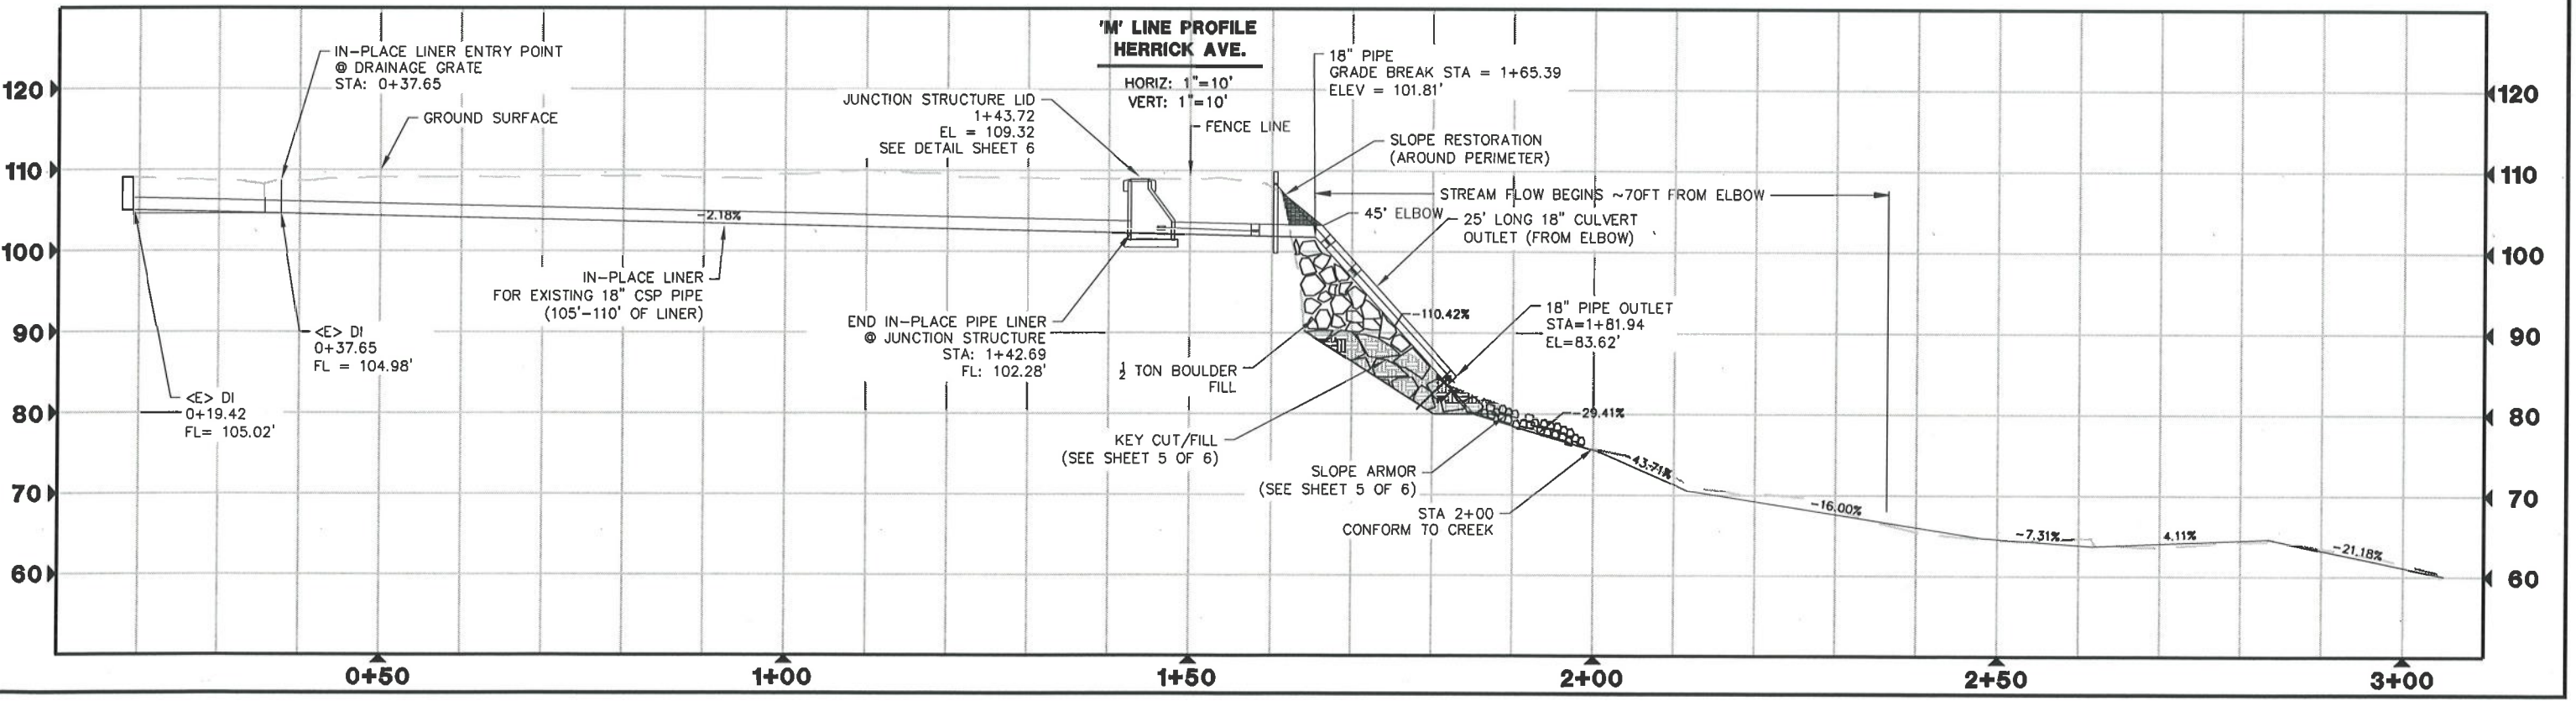 'M' LINE PROFILE
HERRICK AVE.
HORIZ: 1"=10'
VERT: 1"=10'
IN-PLACE LINER ENTRY POINT
@ DRAINAGE GRATE
STA: 0+37.65
GROUND SURFACE
JUNCTION STRUCTURE LID
1+43.72
EL = 109.32
SEE DETAIL SHEET 6
FENCE LINE
18" PIPE
GRADE BREAK STA = 1+65.39
ELEV = 101.81'
SLOPE RESTORATION
(AROUND PERIMETER)
STREAM FLOW BEGINS ~70FT FROM ELBOW
45' ELBOW
25' LONG 18" CULVERT
OUTLET (FROM ELBOW)
-2.18%
IN-PLACE LINER
FOR EXISTING 18" CSP PIPE
(105'-110' OF LINER)
<E> DI
0+37.65
FL = 104.98'
<E> DI
0+19.42
FL= 105.02'
END IN-PLACE PIPE LINER
@ JUNCTION STRUCTURE
STA: 1+42.69
FL: 102.28'
½ TON BOULDER
FILL
KEY CUT/FILL
(SEE SHEET 5 OF 6)
-110.42%
18" PIPE OUTLET
STA=1+81.94
EL=83.62'
-29.41%
SLOPE ARMOR
(SEE SHEET 5 OF 6)
STA 2+00
CONFORM TO CREEK
43.71%
-16.00%
-7.31%
4.11%
-21.18%
120
110
100
90
80
70
60
120
110
100
90
80
70
60
0+50
1+00
1+50
2+00
2+50
3+00